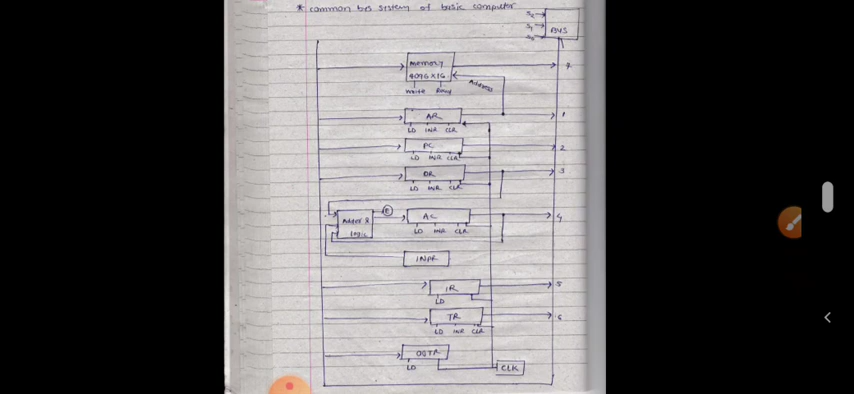 * common bus system of basic computer
S2
S1
S0
BUS
Memory
4096 x 16
Write Read
Address
7
AR
1
LD INR CLR
PC
2
LD INR CLR
DR
3
LD INR CLR
E
Adder &
logic
AC
4
LD INR CLR
INPR
IR
5
LD
TR
6
LD INR CLR
OUTR
LD
CLK